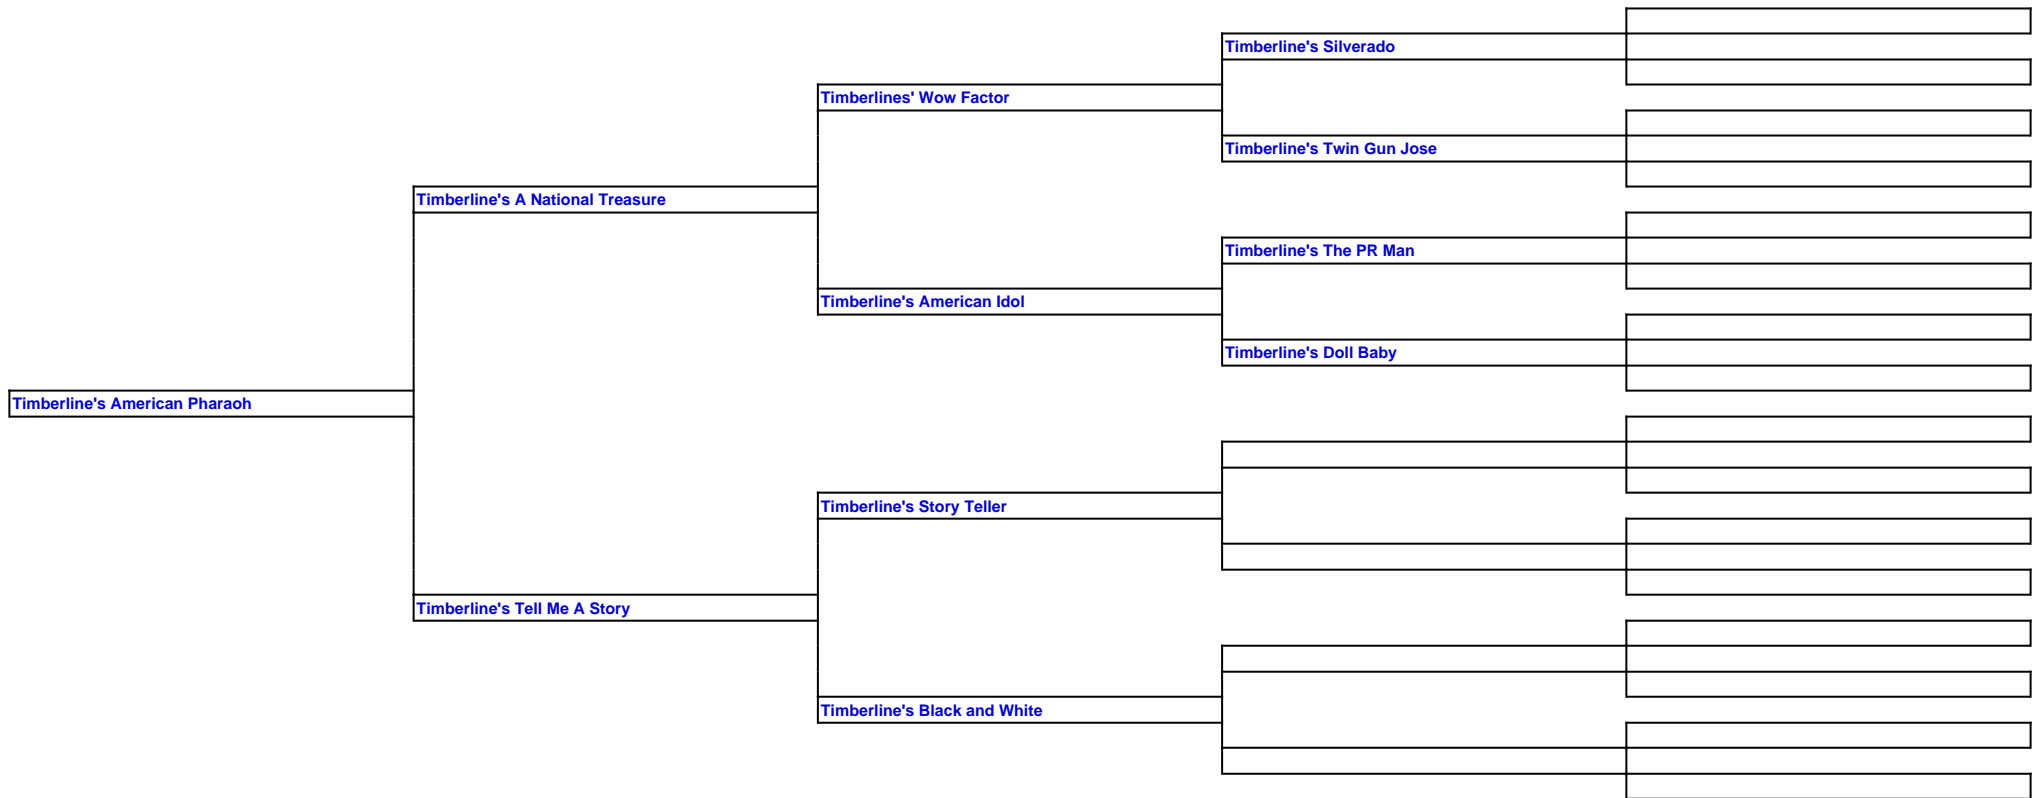 Timberline's Silverado
Timberlines' Wow Factor
Timberline's Twin Gun Jose
Timberline's A National Treasure
Timberline's The PR Man
Timberline's American Idol
Timberline's Doll Baby
Timberline's American Pharaoh
Timberline's Story Teller
Timberline's Tell Me A Story
Timberline's Black and White